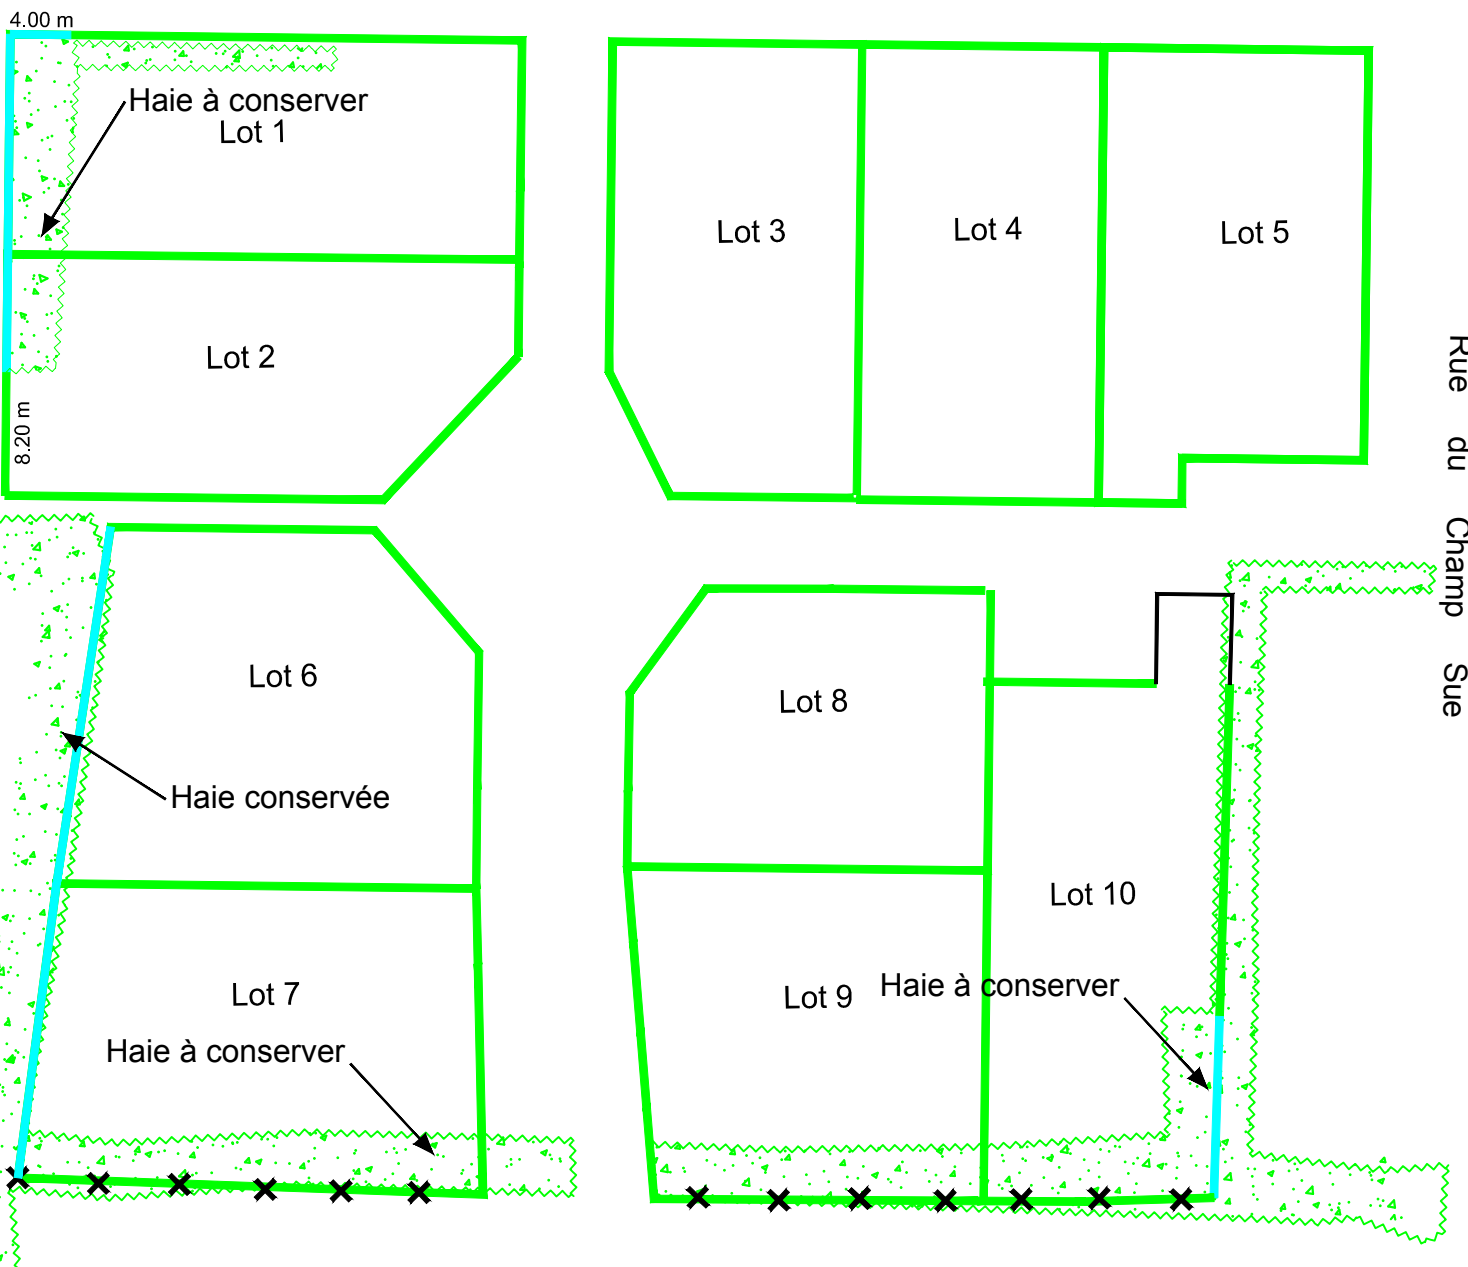 4.00 m
Haie à conserver
Lot 1
Lot 2
8.20 m
Lot 3
Lot 4
Lot 5
Rue du Champ Sue
Lot 6
Haie conservée
Lot 7
Haie à conserver
Lot 8
Lot 9
Lot 10
Haie à conserver